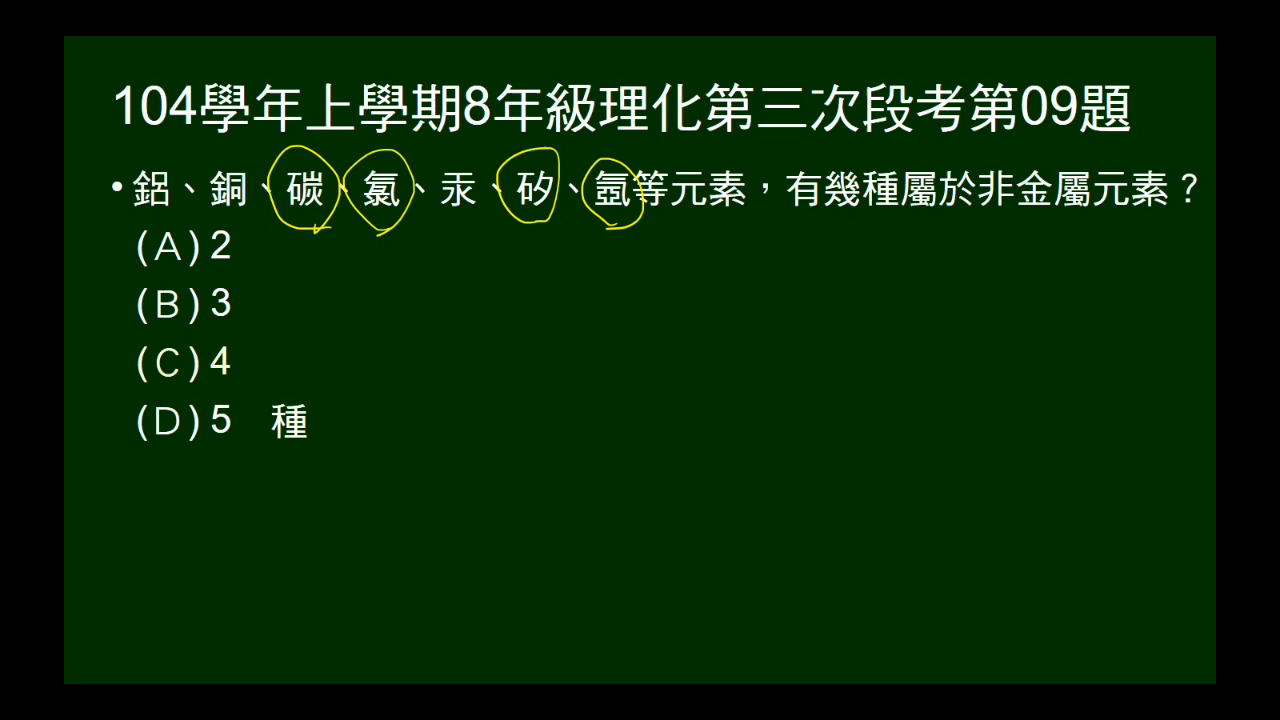 104學年上學期8年級理化第三次段考第09題
•鋁、銅、碳、氯、汞、矽、氬等元素，有幾種屬於非金屬元素？
(A)2
(B)3
(C)4
(D)5 種